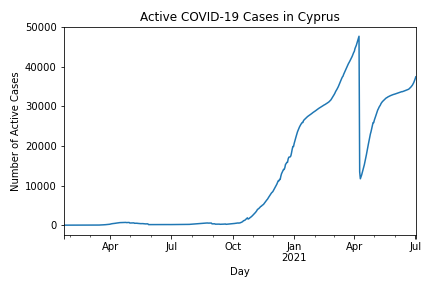 Active COVID-19 Cases in Cyprus
Number of Active Cases
50000
40000
30000
20000
10000
0
Apr
Jul
Oct
Jan
2021
Apr
Jul
Day